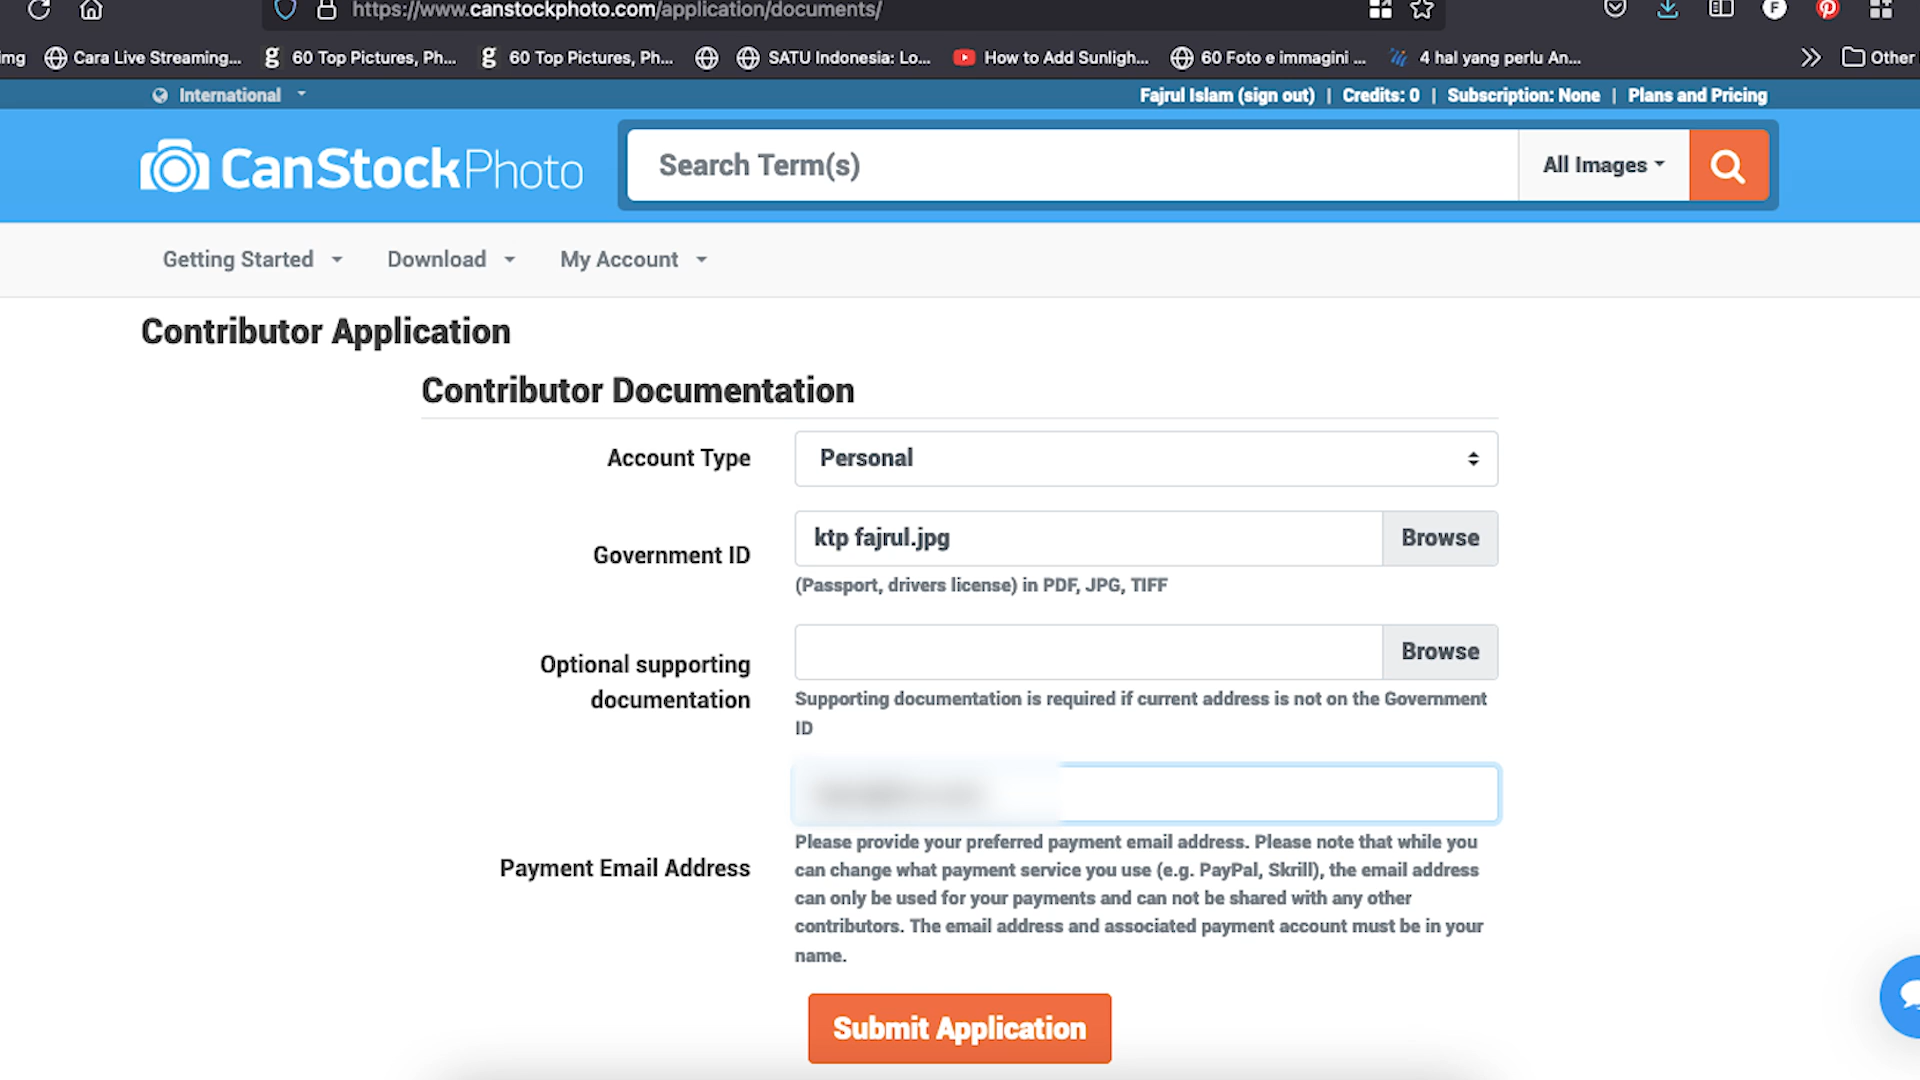 https://www.canstockphoto.com/application/documents/
img Cara Live Streaming... 60 Top Pictures, Ph... 60 Top Pictures, Ph... SATU Indonesia: Lo... How to Add Sunligh... 60 Foto e immagini ... 4 hal yang perlu An... Other
International Fajrul Islam (sign out) | Credits: 0 | Subscription: None | Plans and Pricing
CanStockPhoto Search Term(s) All Images
Getting Started Download My Account
Contributor Application
Contributor Documentation
Account Type Personal
Government ID ktp fajrul.jpg Browse
(Passport, drivers license) in PDF, JPG, TIFF
Optional supporting documentation Browse
Supporting documentation is required if current address is not on the Government
ID
Payment Email Address
Please provide your preferred payment email address. Please note that while you
can change what payment service you use (e.g. PayPal, Skrill), the email address
can only be used for your payments and can not be shared with any other
contributors. The email address and associated payment account must be in your
name.
Submit Application